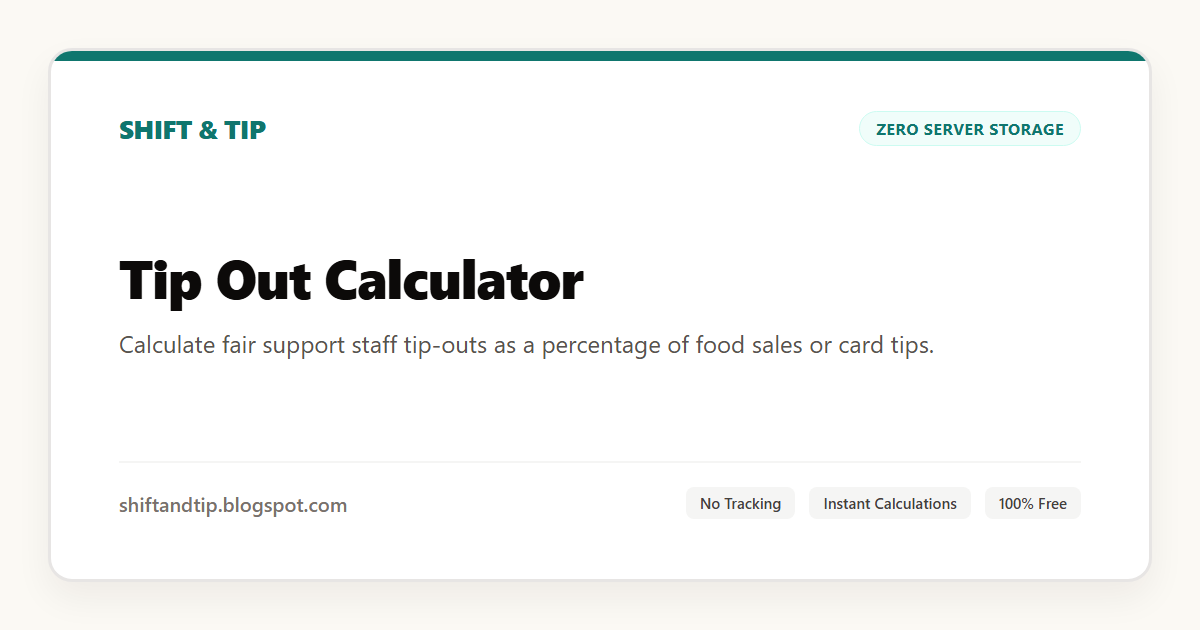 SHIFT & TIP
ZERO SERVER STORAGE
Tip Out Calculator
Calculate fair support staff tip-outs as a percentage of food sales or card tips.
shiftandtip.blogspot.com
No Tracking
Instant Calculations
100% Free